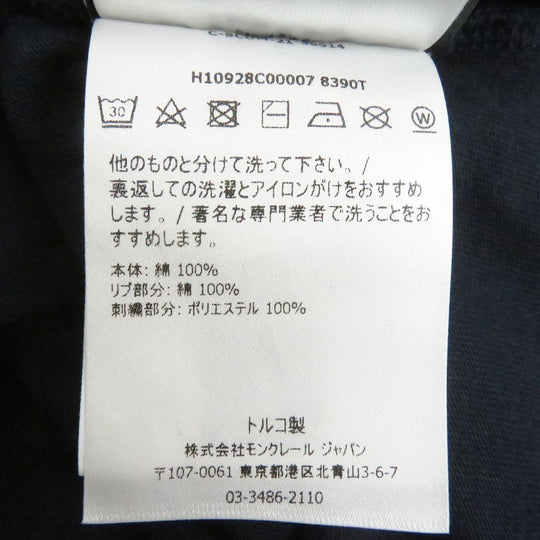 H10928C00007 8390T
30
W
他のものと分けて洗って下さい。/
裏返しての洗濯とアイロンがけをおすすめ
します。/ 著名な専門業者で洗うことをお
すすめします。
本体: 綿 100%
リブ部分: 綿 100%
刺繍部分: ポリエステル 100%
トルコ製
株式会社モンクレール ジャパン
〒107-0061 東京都港区北青山3-6-7
03-3486-2110